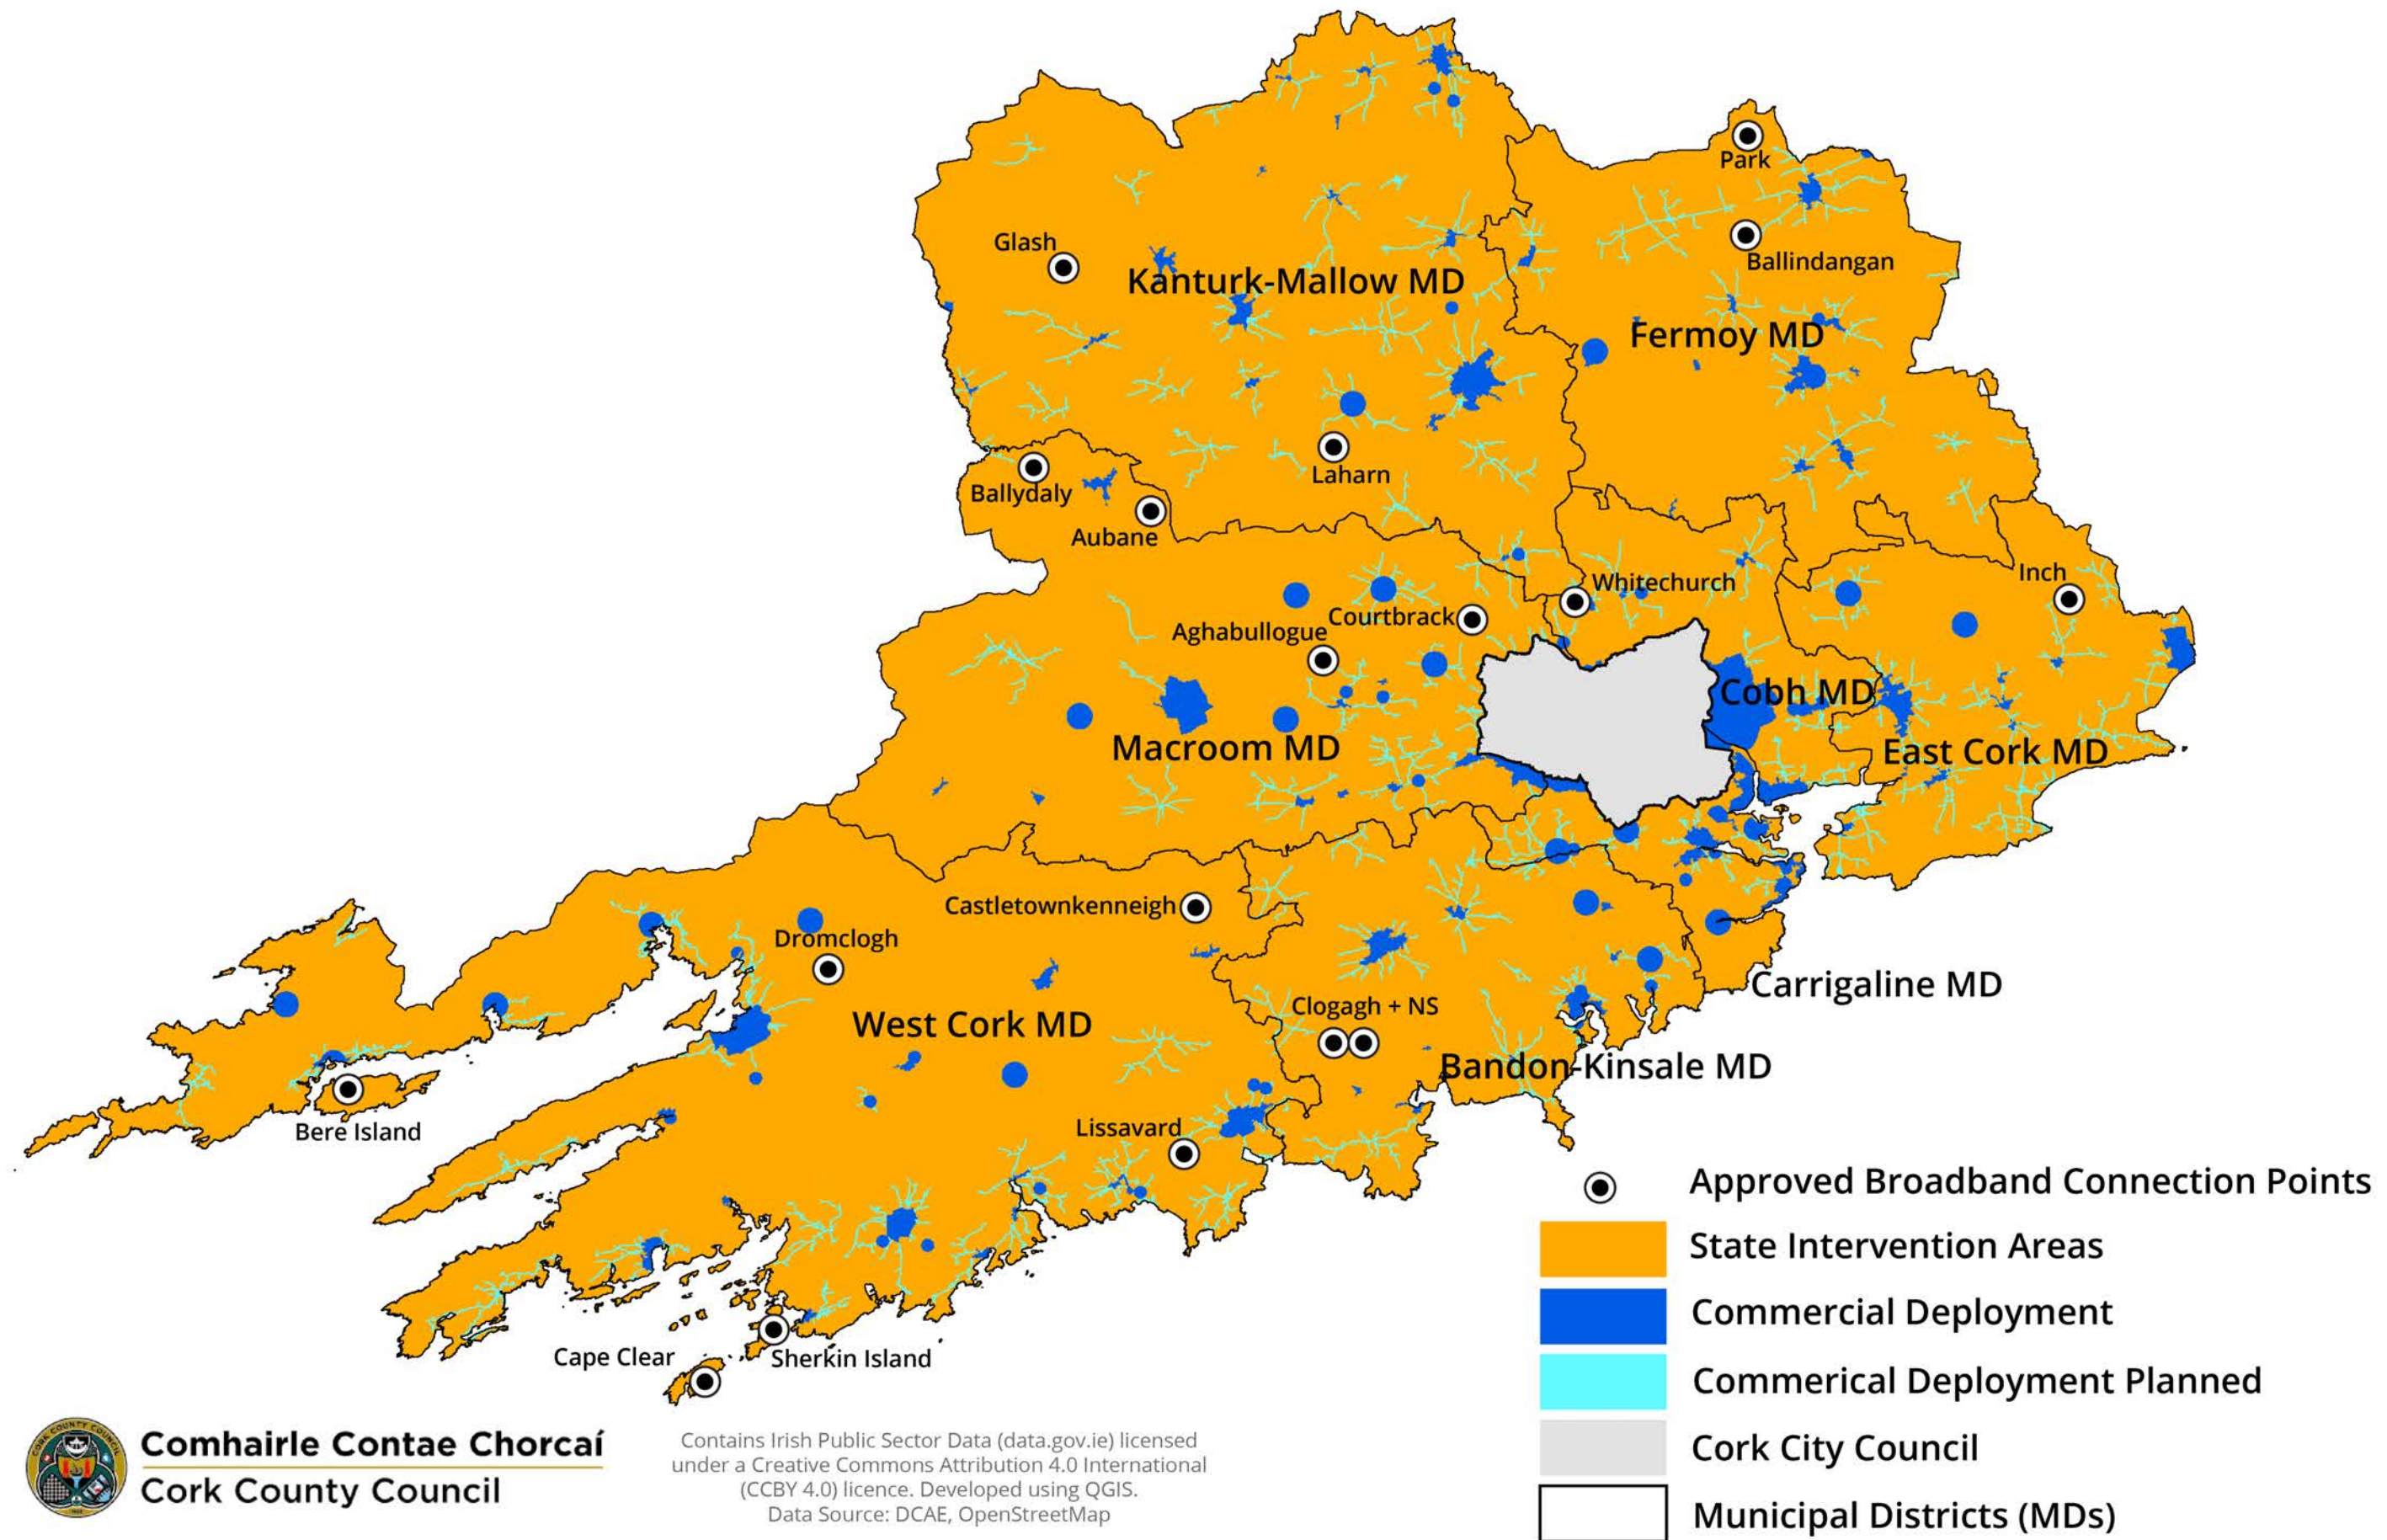 Park
Glash
Ballindangan
Kanturk-Mallow MD
Fermoy MD
Laharn
Ballydaly
Aubane
Inch
Whitechurch
Courtbrack
Aghabullogue
Cobh MD
Macroom MD
East Cork MD
Castletownkenneigh
Dromclogh
Carrigaline MD
Clogagh + NS
West Cork MD
Bandon-Kinsale MD
Bere Island
Lissavard
Cape Clear
Sherkin Island
Approved Broadband Connection Points
State Intervention Areas
Commercial Deployment
Commerical Deployment Planned
Cork City Council
Municipal Districts (MDs)
CORK COUNTY COUNCIL
Comhairle Contae Chorcaí
Cork County Council
Contains Irish Public Sector Data (data.gov.ie) licensed
under a Creative Commons Attribution 4.0 International
(CCBY 4.0) licence. Developed using QGIS.
Data Source: DCAE, OpenStreetMap